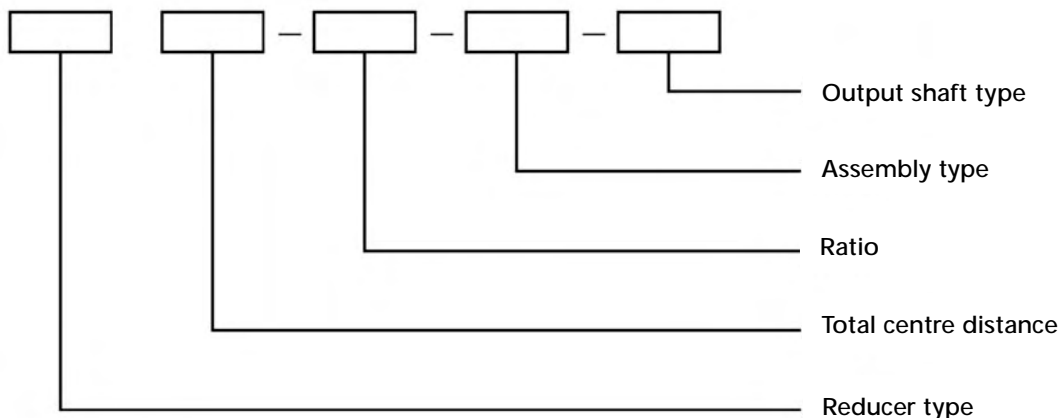 — — —
Output shaft type
Assembly type
Ratio
Total centre distance
Reducer type